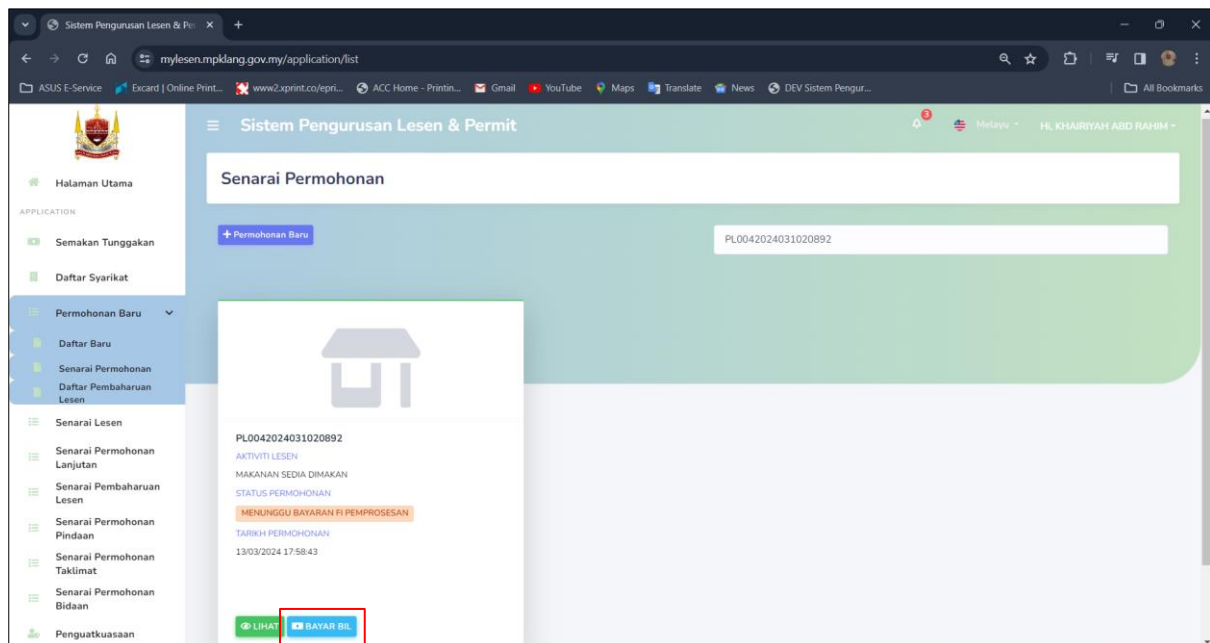 Sistem Pengurusan Lesen & Per
mylesen.mpklang.gov.my/application/list
ASUS E-Service
Excard | Online Print...
www2.xprint.co/epri...
ACC Home - Printin...
Gmail
YouTube
Maps
Translate
News
DEV Sistem Pengur...
All Bookmarks
Sistem Pengurusan Lesen & Permit
3
Melayu
HI, KHAIRIYAH ABD RAHIM
Halaman Utama
APPLICATION
Semakan Tunggakan
Daftar Syarikat
Permohonan Baru
Daftar Baru
Senarai Permohonan
Daftar Pembaharuan
Lesen
Senarai Lesen
Senarai Permohonan
Lanjutan
Senarai Pembaharuan
Lesen
Senarai Permohonan
Pindaan
Senarai Permohonan
Taklimat
Senarai Permohonan
Bidaan
Penguatkuasaan
Senarai Permohonan
+ Permohonan Baru
PL0042024031020892
PL0042024031020892
AKTIVITI LESEN
MAKANAN SEDIA DIMAKAN
STATUS PERMOHONAN
MENUNGGU BAYARAN FI PEMPROSESAN
TARIKH PERMOHONAN
13/03/2024 17:58:43
LIHAT
BAYAR BIL